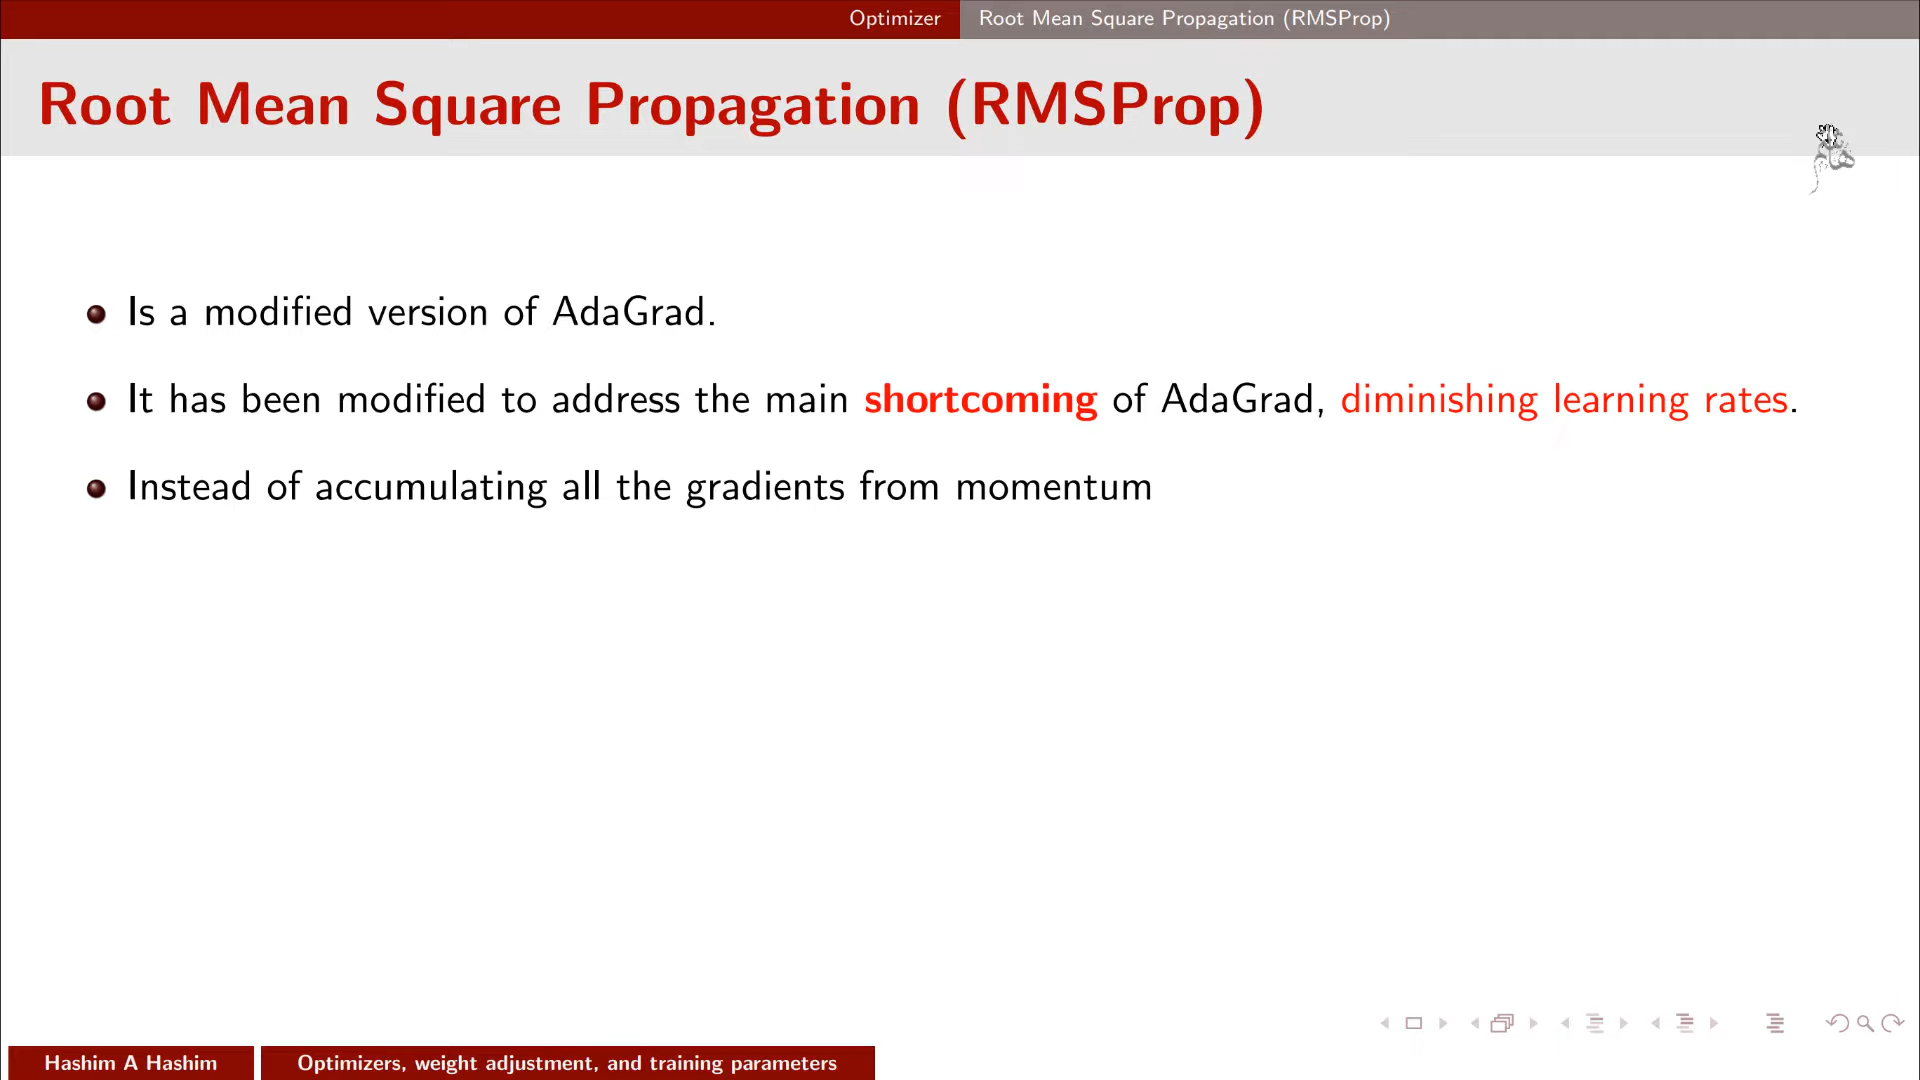 Optimizer
Root Mean Square Propagation (RMSProp)
Root Mean Square Propagation (RMSProp)
Is a modified version of AdaGrad.
It has been modified to address the main shortcoming of AdaGrad, diminishing learning rates.
Instead of accumulating all the gradients from momentum
Hashim A Hashim
Optimizers, weight adjustment, and training parameters